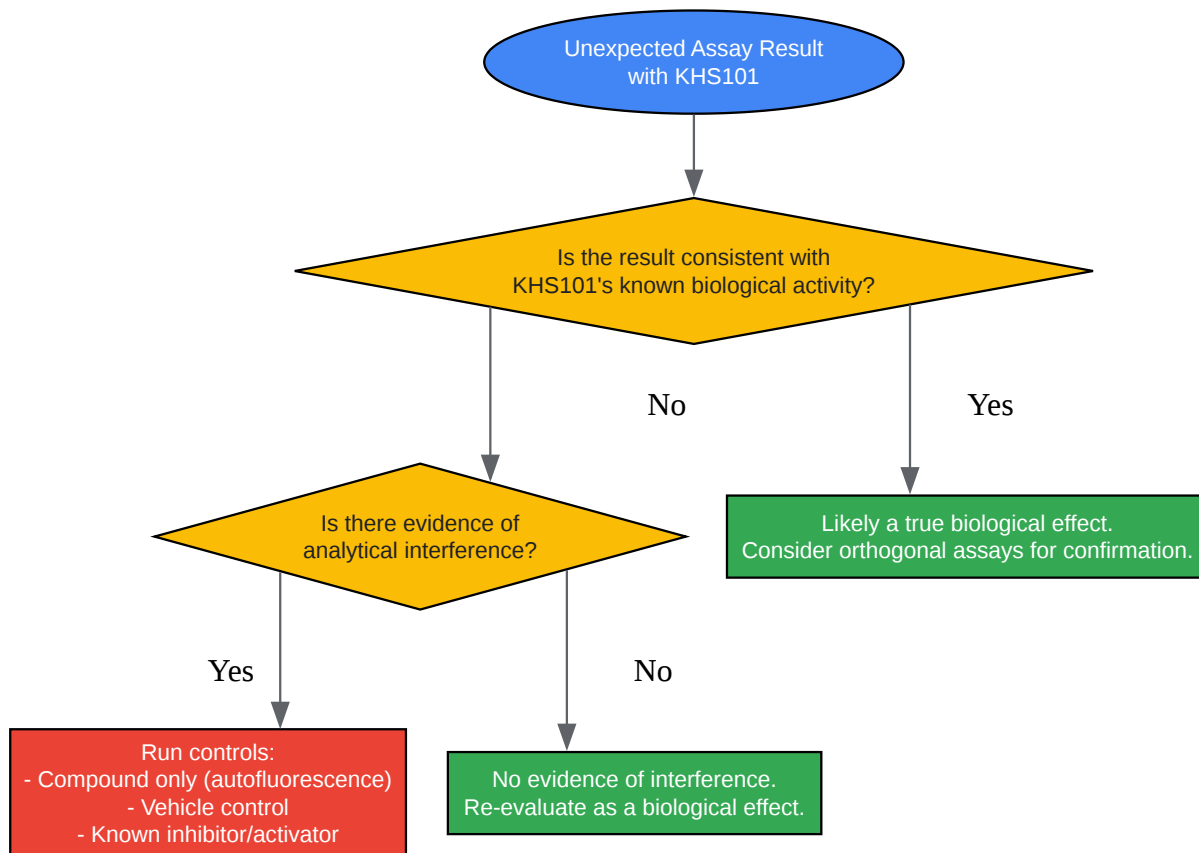 Unexpected Assay Result
with KHS101
Is the result consistent with
KHS101's known biological activity?
No
Yes
Is there evidence of
analytical interference?
Likely a true biological effect.
Consider orthogonal assays for confirmation.
Yes
No
Run controls:
- Compound only (autofluorescence)
- Vehicle control
- Known inhibitor/activator
No evidence of interference.
Re-evaluate as a biological effect.